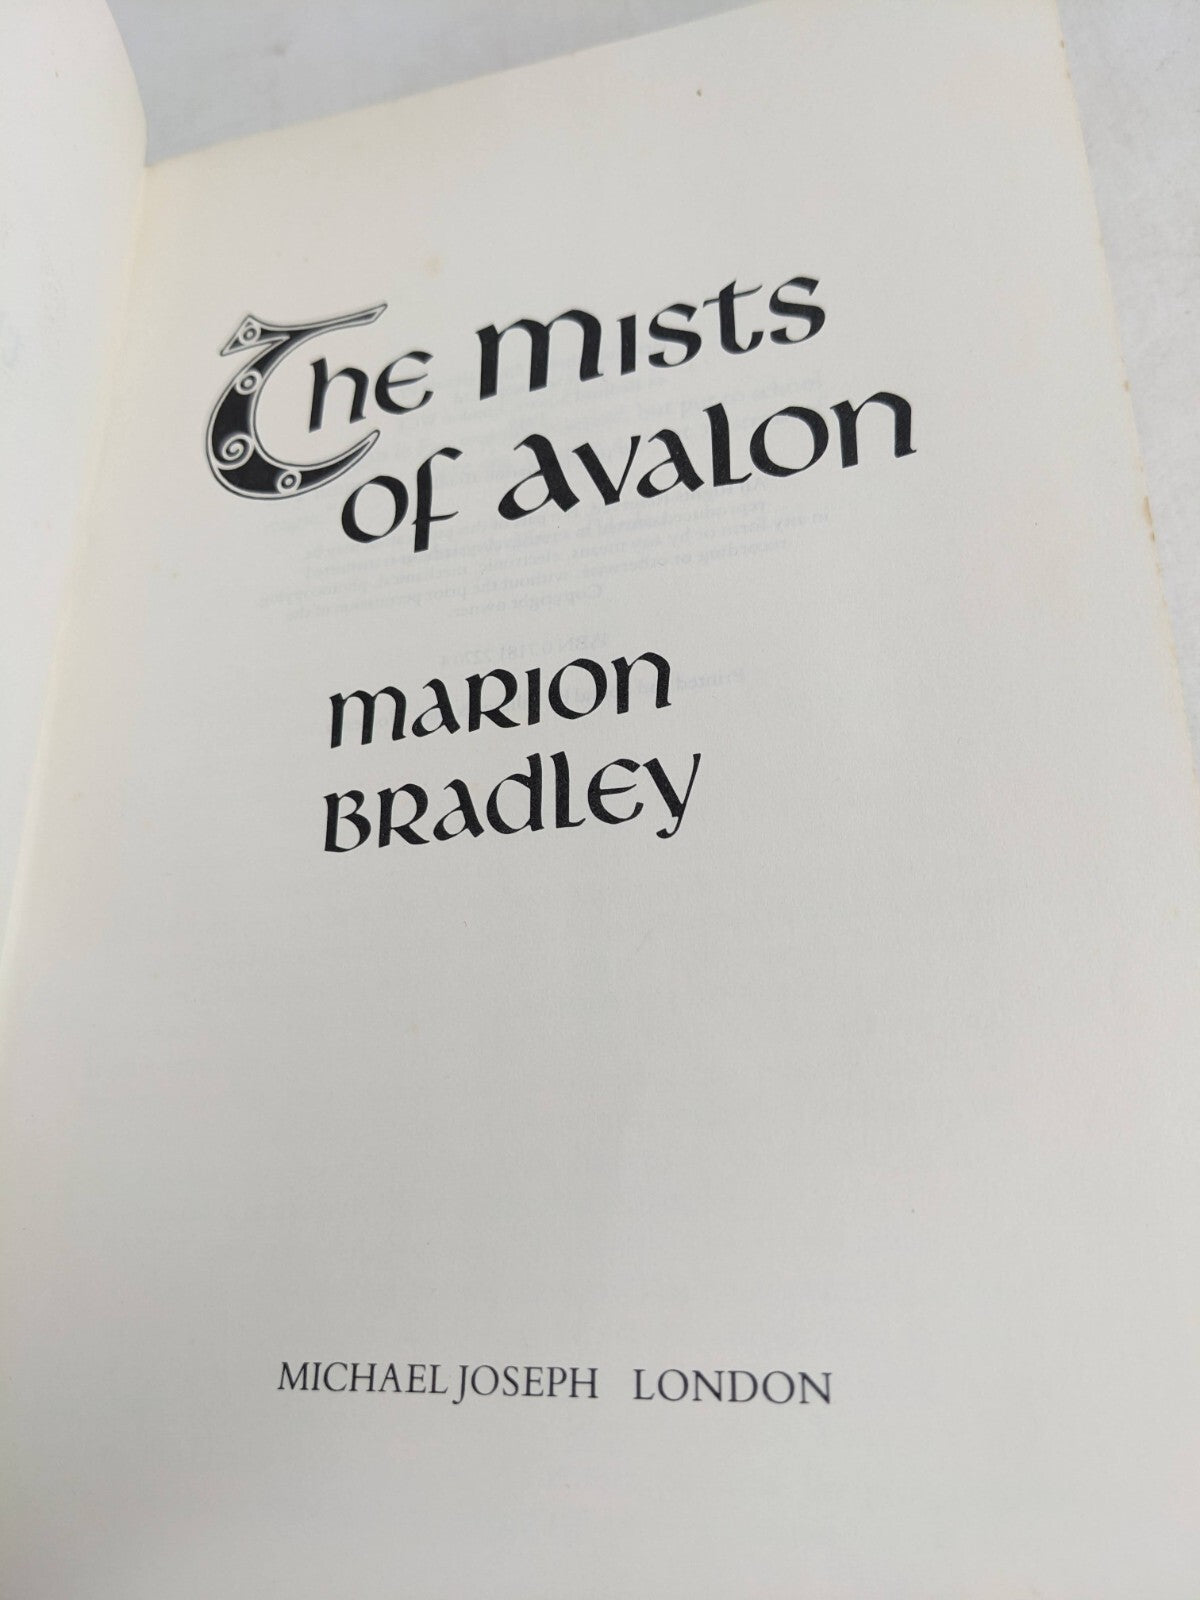 The Mists
of Avalon
Marion
Bradley
MICHAEL JOSEPH LONDON